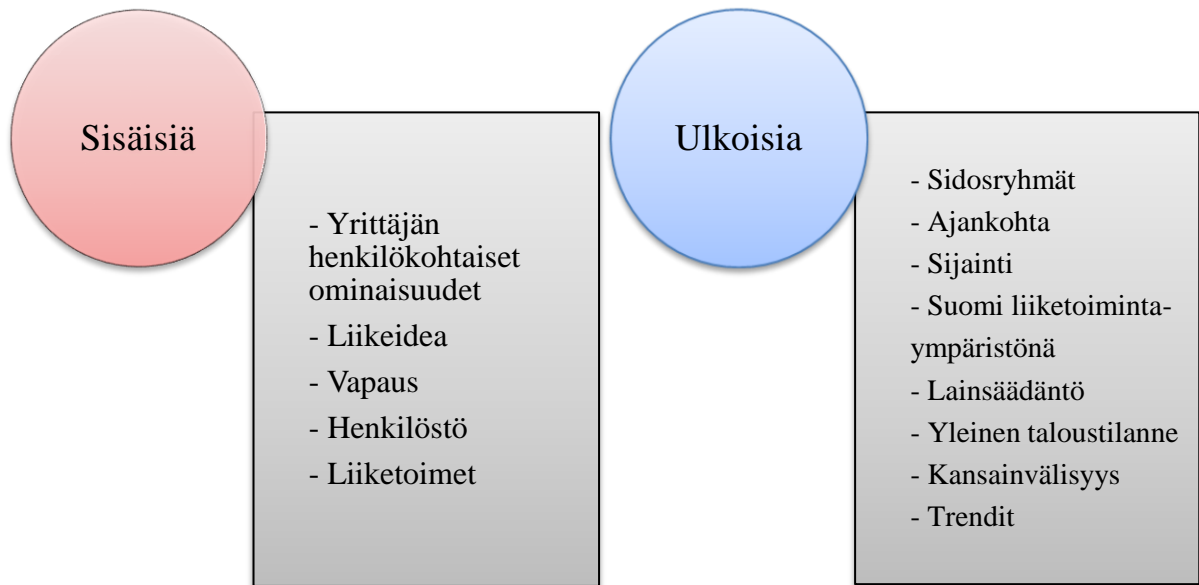 Sisäisiä
- Yrittäjän
henkilökohtaiset
ominaisuudet
- Liikeidea
- Vapaus
- Henkilöstö
- Liiketoimet
Ulkoisia
- Sidosryhmät
- Ajankohta
- Sijainti
- Suomi liiketoiminta-
ympäristönä
- Lainsäädäntö
- Yleinen taloustilanne
- Kansainvälisyys
- Trendit